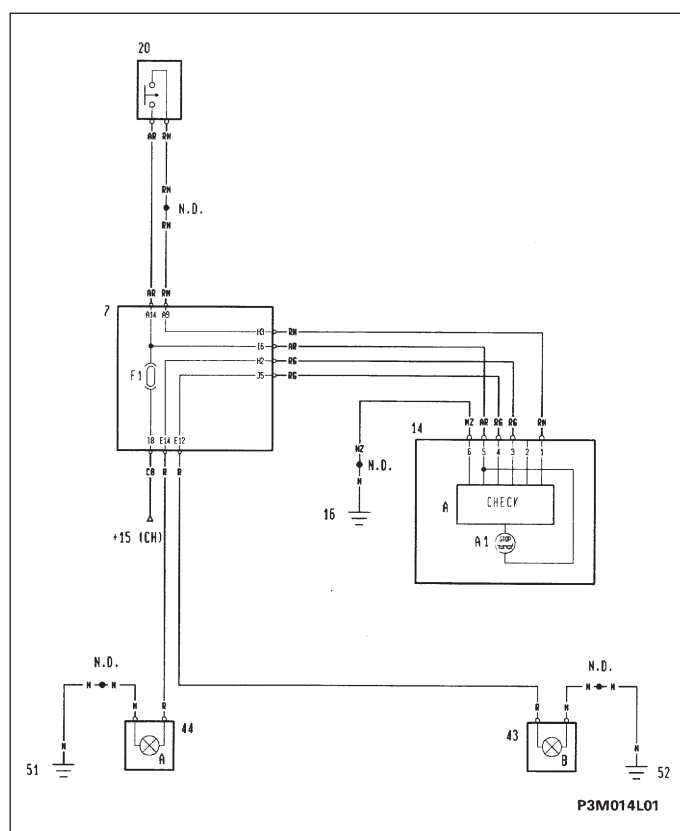 20
AR RN
RN
N.D.
RN
AR RN
7 A14 A9
H3 RN
I6 AR
F1 H2 RG
J5 RG
14 NZ AR RG RG RN
6 5 4 3 2 1
NZ
N.D.
N
A CHECK
16
A1 STOP
I8 E14 E12
CB R R
+15 (CH)
N.D. N.D.
N N N N
N R R N
44 43
A B
N N
51 52
P3M014L01